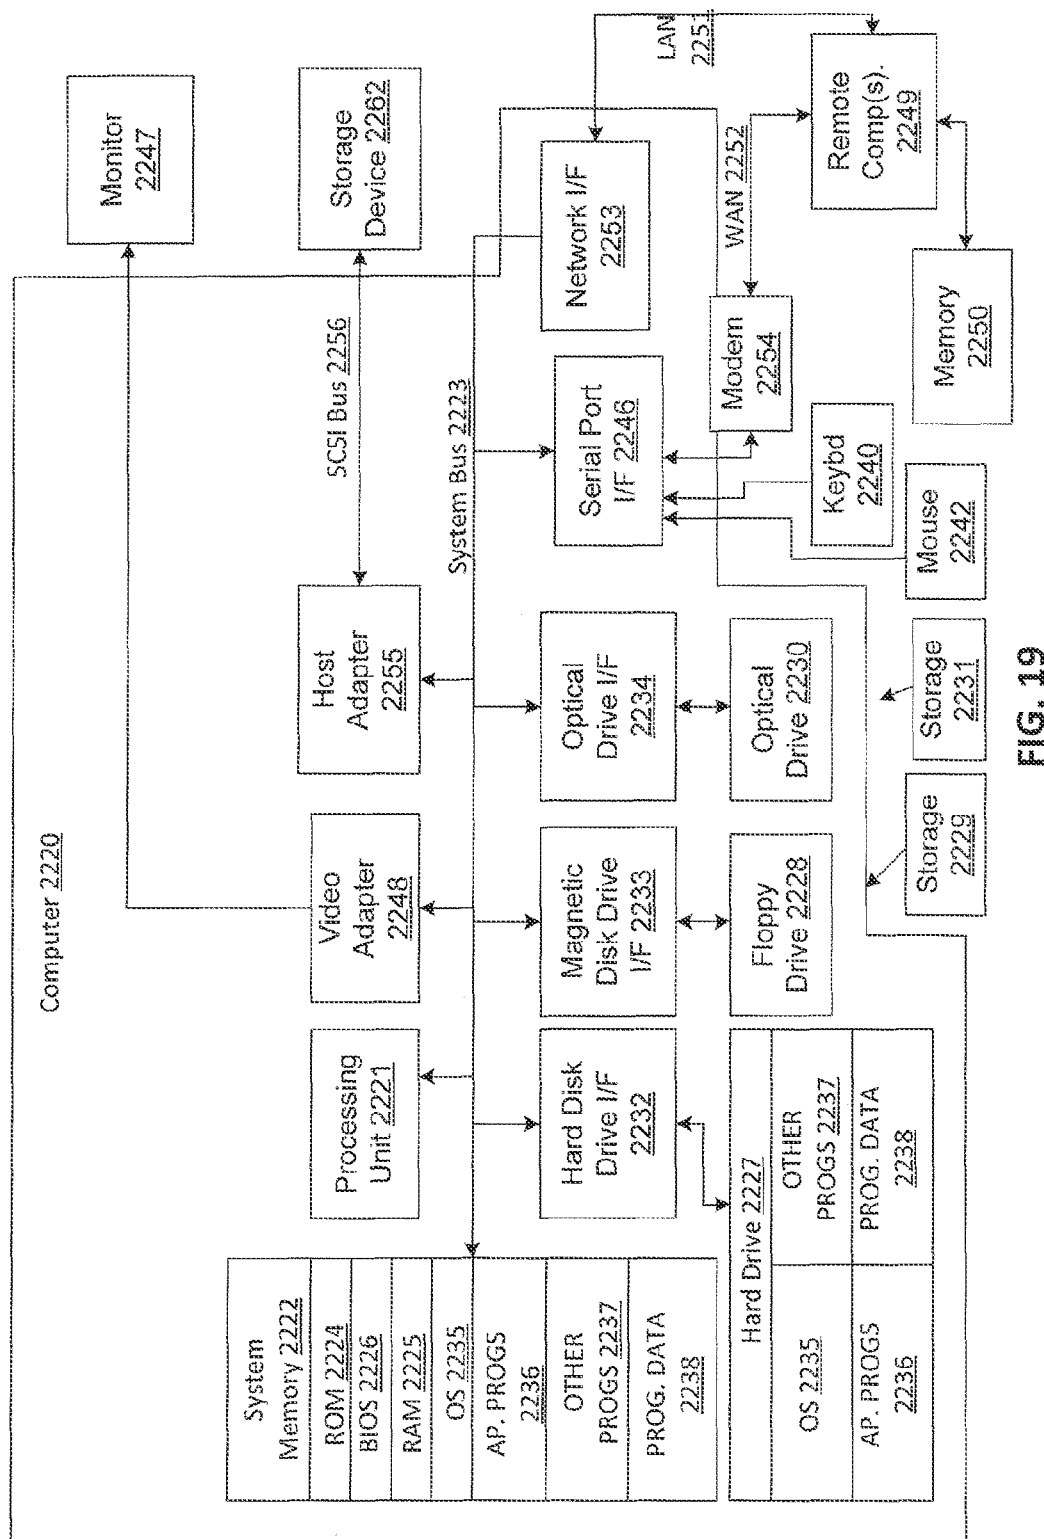 Computer 2220
Monitor
2247
System
Memory 2222
ROM 2224
BIOS 2226
RAM 2225
OS 2235
AP. PROGS
2236
OTHER
PROGS 2237
PROG. DATA
2238
Processing
Unit 2221
Video
Adapter
2248
Host
Adapter
2255
SCSI Bus 2256
Storage
Device 2262
System Bus 2223
Hard Disk
Drive I/F
2232
Magnetic
Disk Drive
I/F 2233
Optical
Drive I/F
2234
Serial Port
I/F 2246
Network I/F
2253
LAN
2251
Hard Drive 2227
OS 2235
OTHER
PROGS 2237
AP. PROGS
2236
PROG. DATA
2238
Floppy
Drive 2228
Optical
Drive 2230
Modem
2254
WAN 2252
Remote
Comp(s).
2249
Keybd
2240
Mouse
2242
Memory
2250
Storage
2229
Storage
2231
FIG. 19